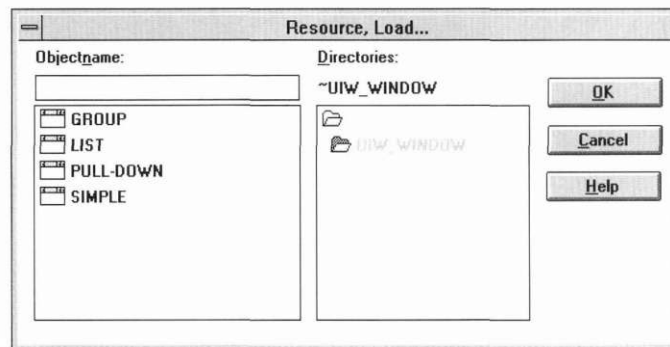 Resource, Load...
Objectname:
GROUP
LIST
PULL-DOWN
SIMPLE
Directories:
~UIW_WINDOW
UIW_WINDOW
OK
Cancel
Help